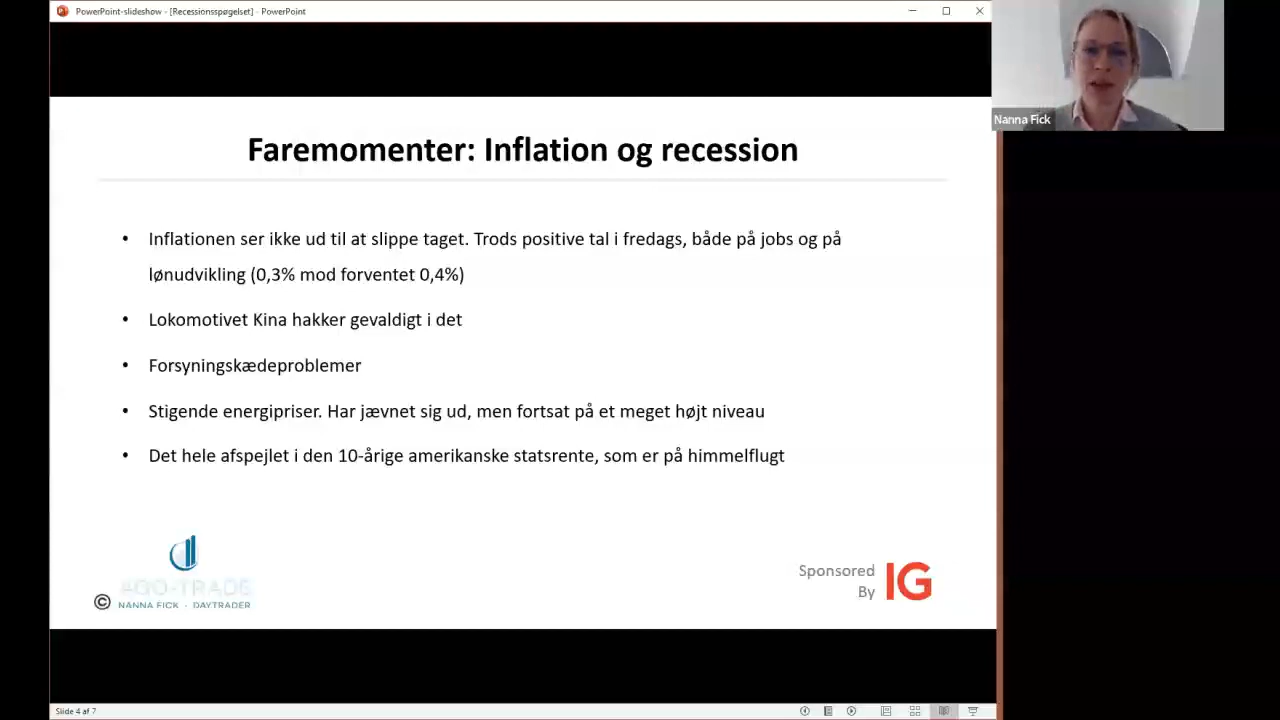 PowerPoint-slideshow - [Recessionsspøgelset] - PowerPoint
Nanna Fick
Faremomenter: Inflation og recession
• Inflationen ser ikke ud til at slippe taget. Trods positive tal i fredags, både på jobs og på
lønudvikling (0,3% mod forventet 0,4%)
• Lokomotivet Kina hakker gevaldigt i det
• Forsyningskædeproblemer
• Stigende energipriser. Har jævnet sig ud, men fortsat på et meget højt niveau
• Det hele afspejlet i den 10-årige amerikanske statsrente, som er på himmelflugt
© NANNA FICK - DAYTRADER
Sponsored
By IG
Slide 4 af 7